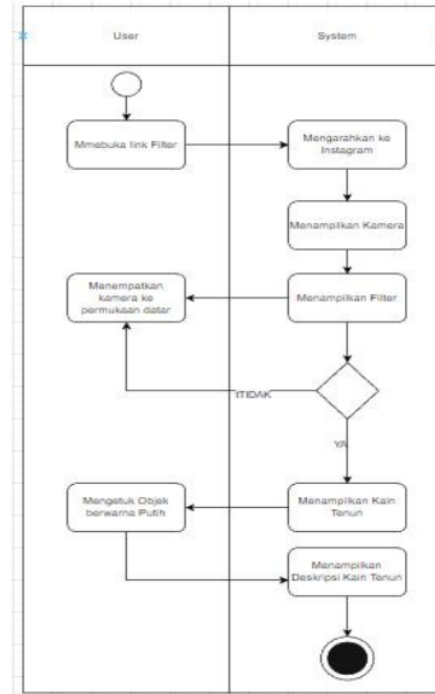 User
System
Mmebuka link Filter
Mengarahkan ke
Instagram
Menampilkan Kamera
Menampilkan Filter
Menempatkan
kamera ke
permukaan datar
ITIDAK
YA
Menampilkan Kain
Tenun
Mengetuk Objek
berwarna Putih
Menampilkan
Deskripsi Kain Tenun